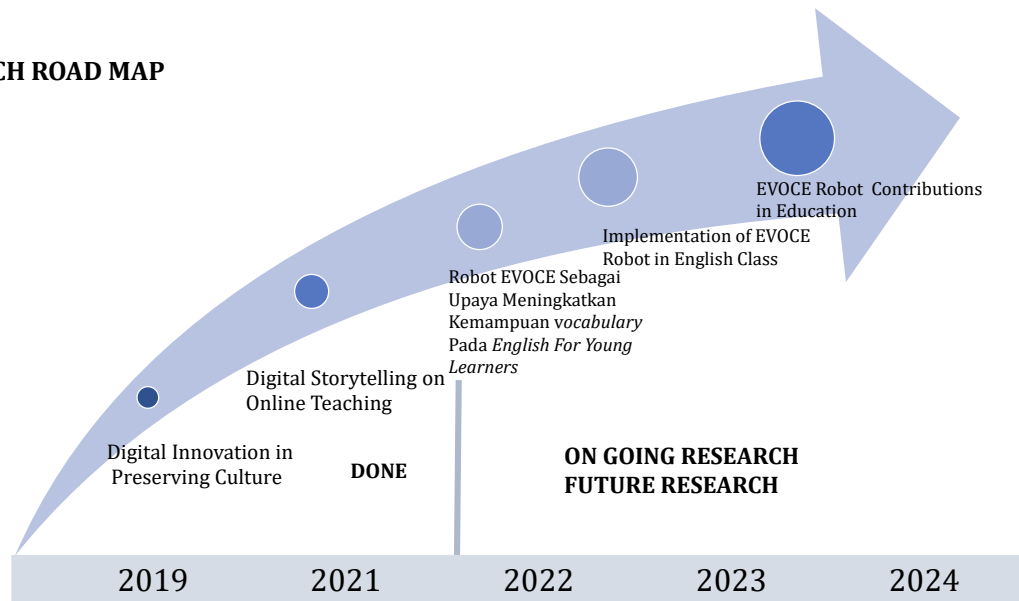 CH ROAD MAP
EVOCE Robot Contributions
in Education
Implementation of EVOCE
Robot in English Class
Robot EVOCE Sebagai
Upaya Meningkatkan
Kemampuan vocabulary
Pada English For Young
Learners
Digital Storytelling on
Online Teaching
Digital Innovation in
Preserving Culture
DONE
ON GOING RESEARCH
FUTURE RESEARCH
2019 2021 2022 2023 2024